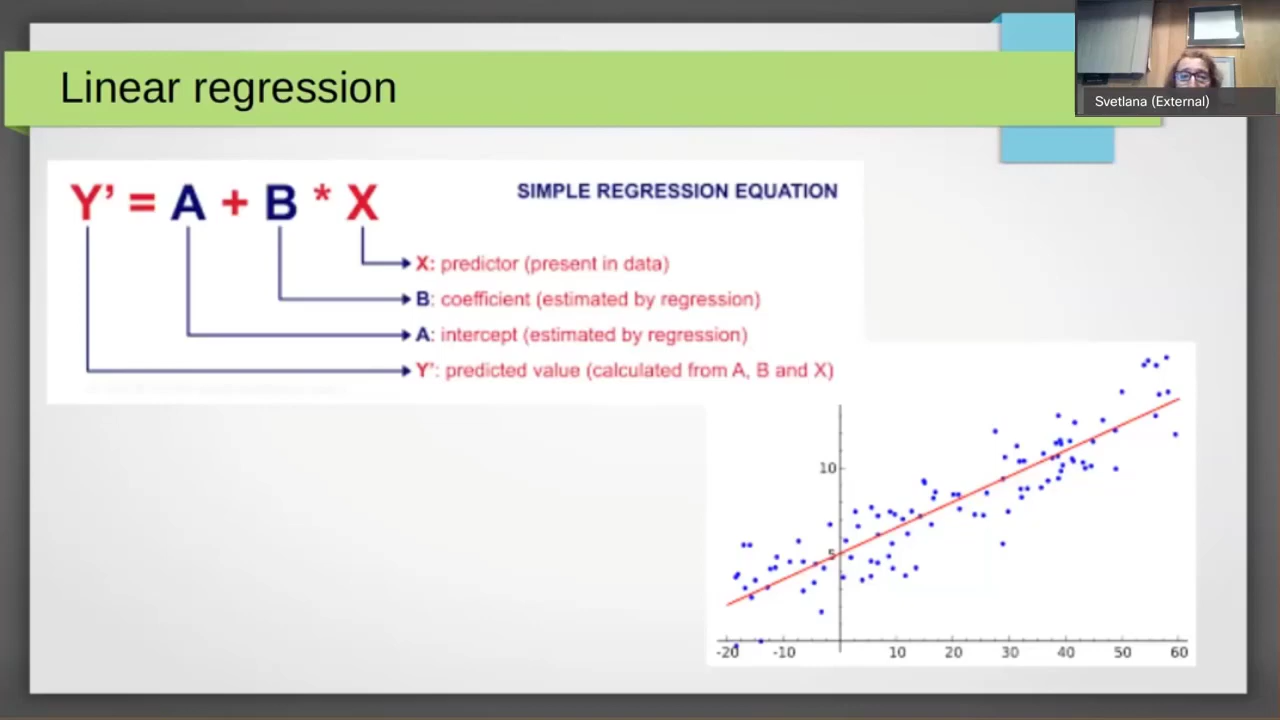 Linear regression
Svetlana (External)
Y’ = A + B * X
SIMPLE REGRESSION EQUATION
X: predictor (present in data)
B: coefficient (estimated by regression)
A: intercept (estimated by regression)
Y’: predicted value (calculated from A, B and X)
10
5
-20 -10 10 20 30 40 50 60